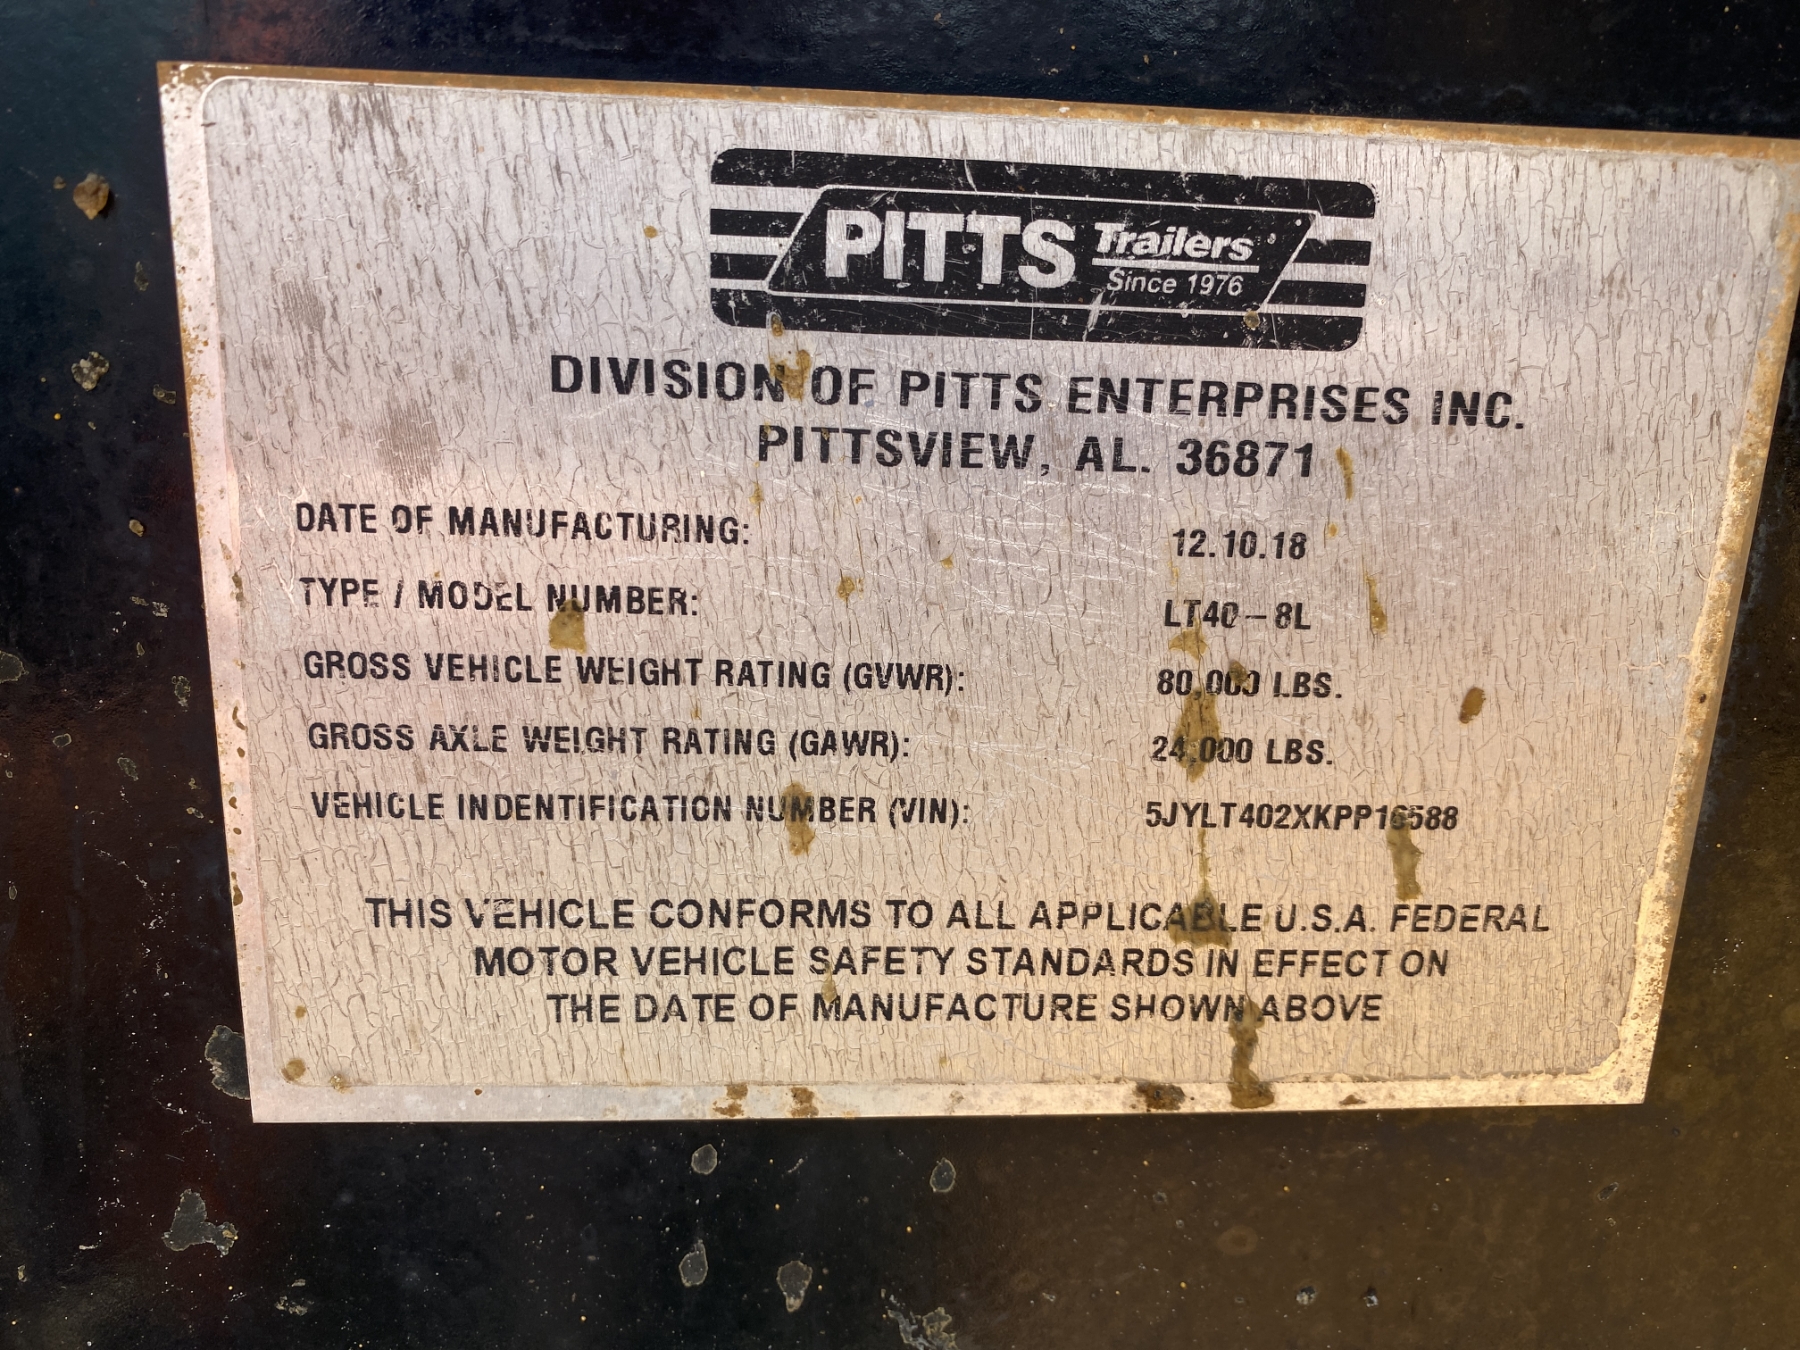 PITTS Trailers
Since 1976
DIVISION OF PITTS ENTERPRISES INC.
PITTSVIEW, AL. 36871
DATE OF MANUFACTURING: 12.10.18
TYPE / MODEL NUMBER: LT40-8L
GROSS VEHICLE WEIGHT RATING (GVWR): 80,000 LBS.
GROSS AXLE WEIGHT RATING (GAWR): 24,000 LBS.
VEHICLE INDENTIFICATION NUMBER (VIN): 5JYLT402XKPP16588
THIS VEHICLE CONFORMS TO ALL APPLICABLE U.S.A. FEDERAL
MOTOR VEHICLE SAFETY STANDARDS IN EFFECT ON
THE DATE OF MANUFACTURE SHOWN ABOVE